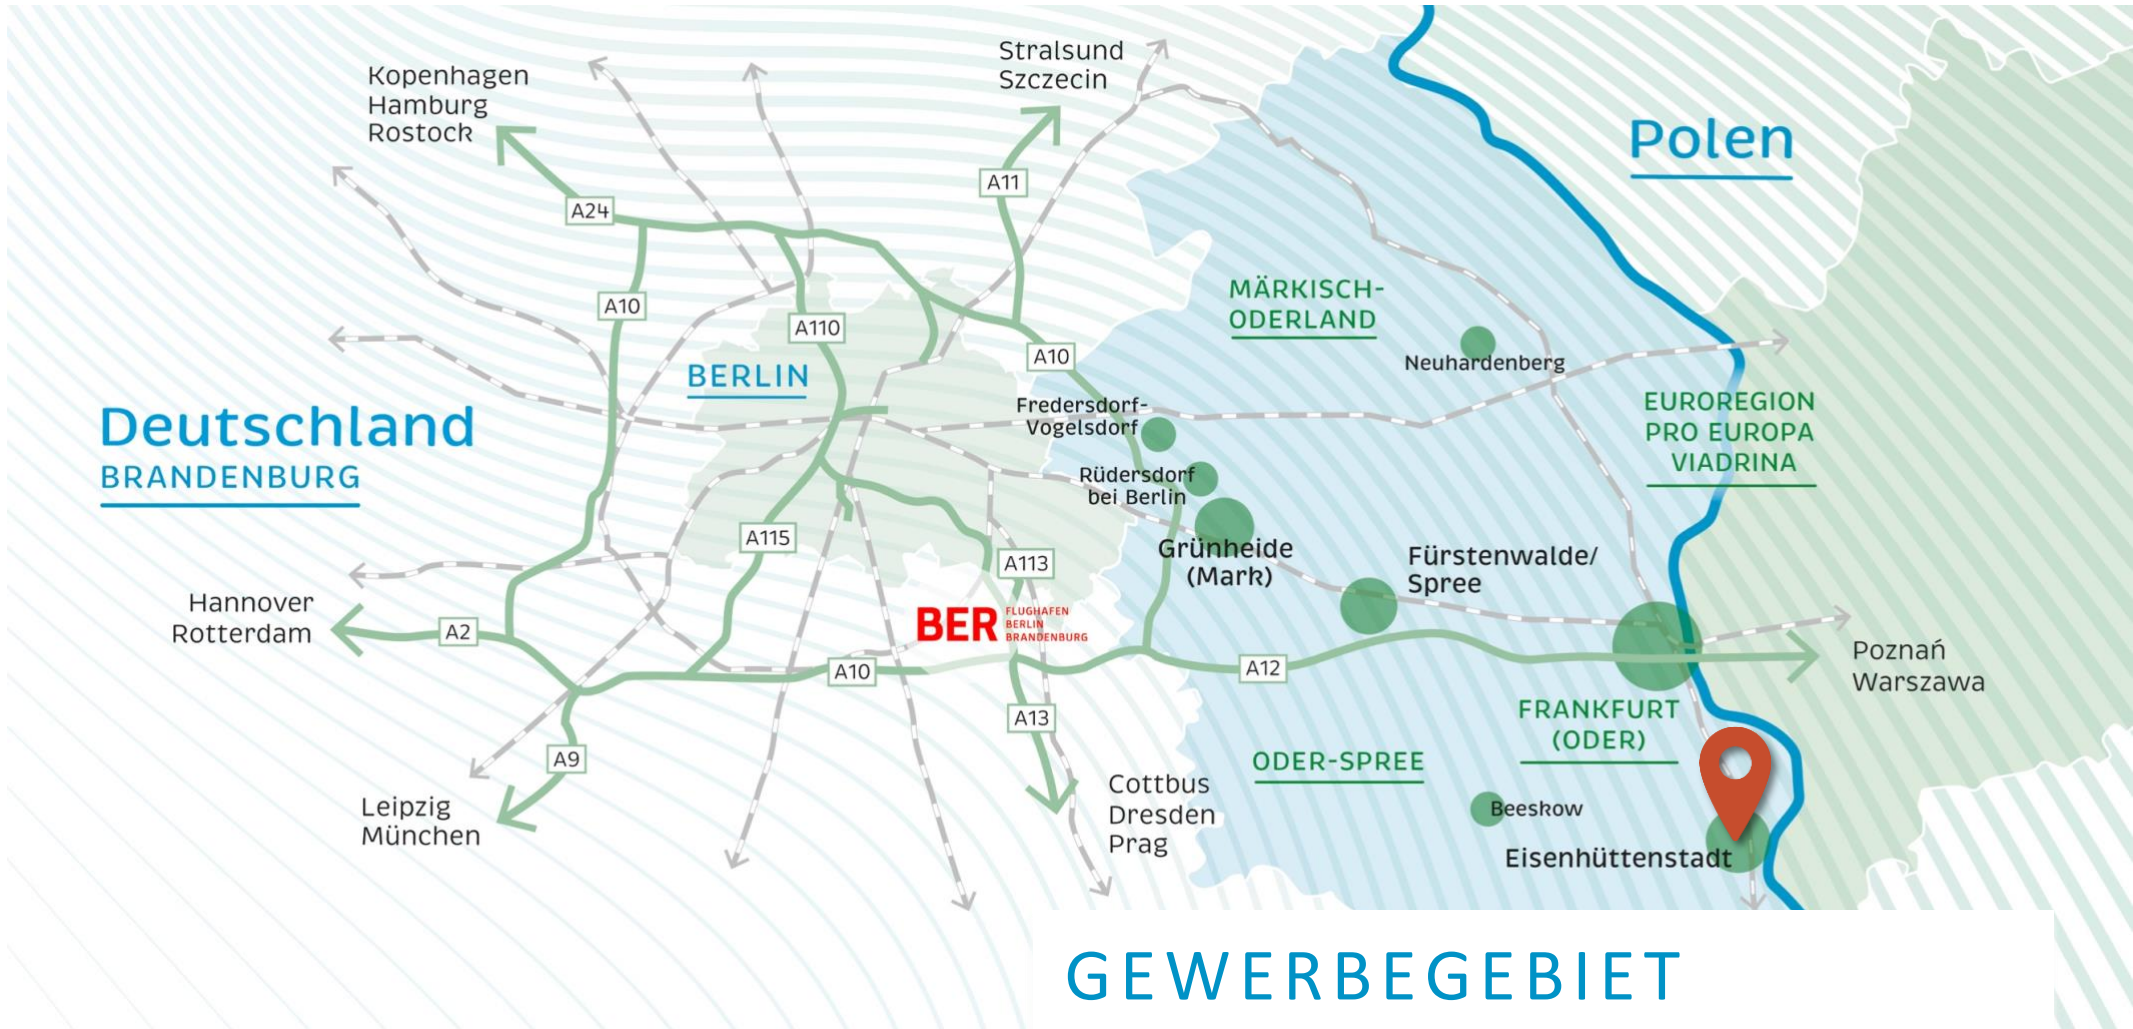 Kopenhagen
Hamburg
Rostock
Stralsund
Szczecin
Polen
A11
A24
A10
A110
MÄRKISCH-
ODERLAND
A10
Neuhardenberg
BERLIN
Deutschland
BRANDENBURG
Fredersdorf-
Vogelsdorf
EUROREGION
PRO EUROPA
VIADRINA
Rüdersdorf
bei Berlin
A115
A113
Grünheide
(Mark)
Fürstenwalde/
Spree
Hannover
Rotterdam
A2
BER
FLUGHAFEN
BERLIN
BRANDENBURG
A10
A12
Poznań
Warszawa
A13
FRANKFURT
(ODER)
A9
ODER-SPREE
Leipzig
München
Cottbus
Dresden
Prag
Beeskow
Eisenhüttenstadt
GEWERBEGEBIET